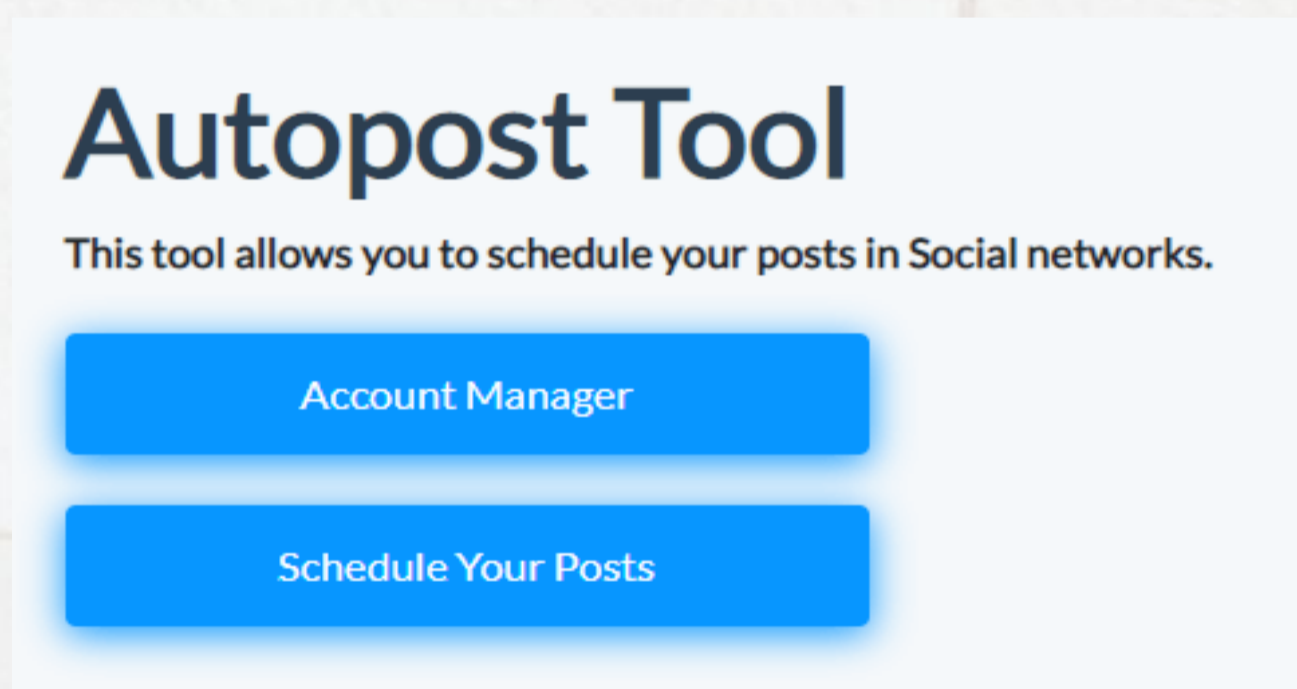 Autopost Tool
This tool allows you to schedule your posts in Social networks.
Account Manager
Schedule Your Posts